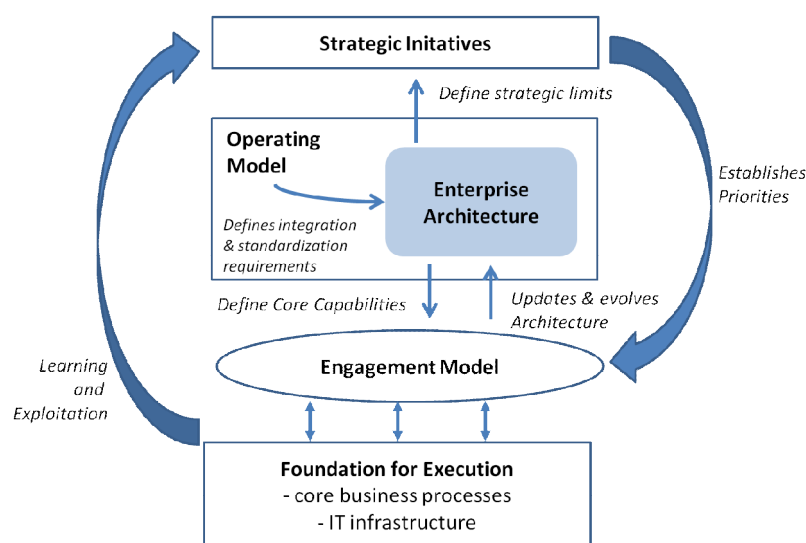 Strategic Initatives
Define strategic limits
Operating
Model
Enterprise
Architecture
Establishes
Priorities
Defines integration
& standardization
requirements
Define Core Capabilities
Updates & evolves
Architecture
Engagement Model
Learning
and
Exploitation
Foundation for Execution
- core business processes
- IT infrastructure